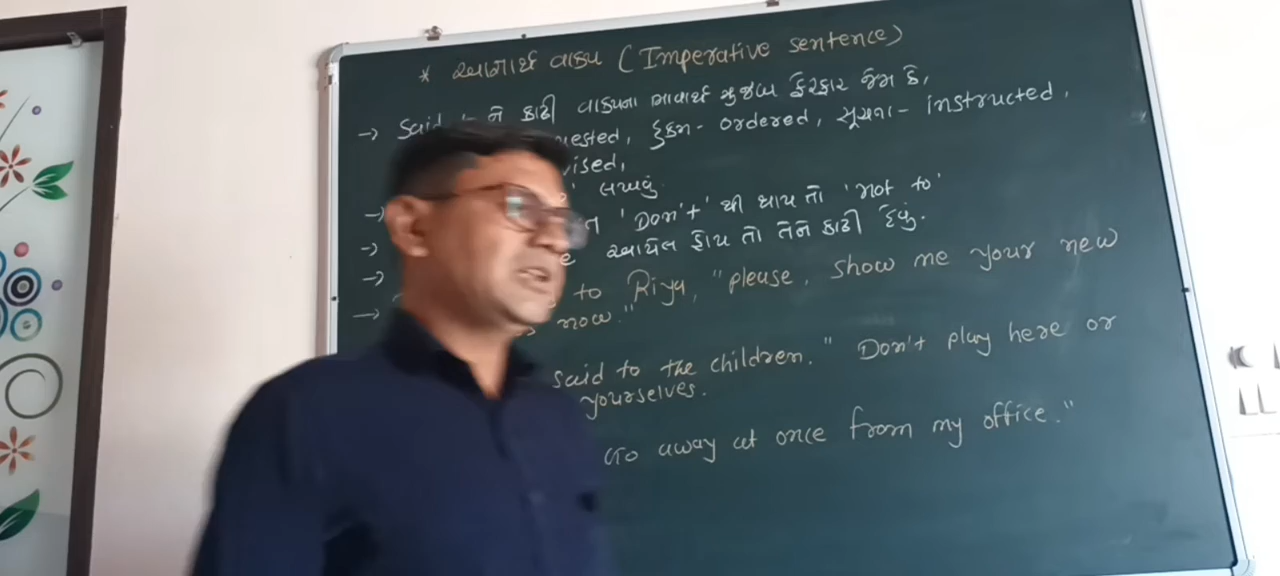 * આજ્ઞાર્થ વાક્ય (Imperative sentence)
→ Said ને કાઢી વાક્યના ભાવાર્થ મુજબ ફેરફાર જેમ કે,
uested, હુકમ - ordered, સૂચના - instructed,
vised,
→ લગાવવું
→ 'Don't' થી થાય તો 'not to'
→ e આપેલ હોય તો તેને કાઢી દેવું.
→ to Riya, "please, show me your new
now."
said to the children." Don't play here or
yourselves.
Go away at once from my office."